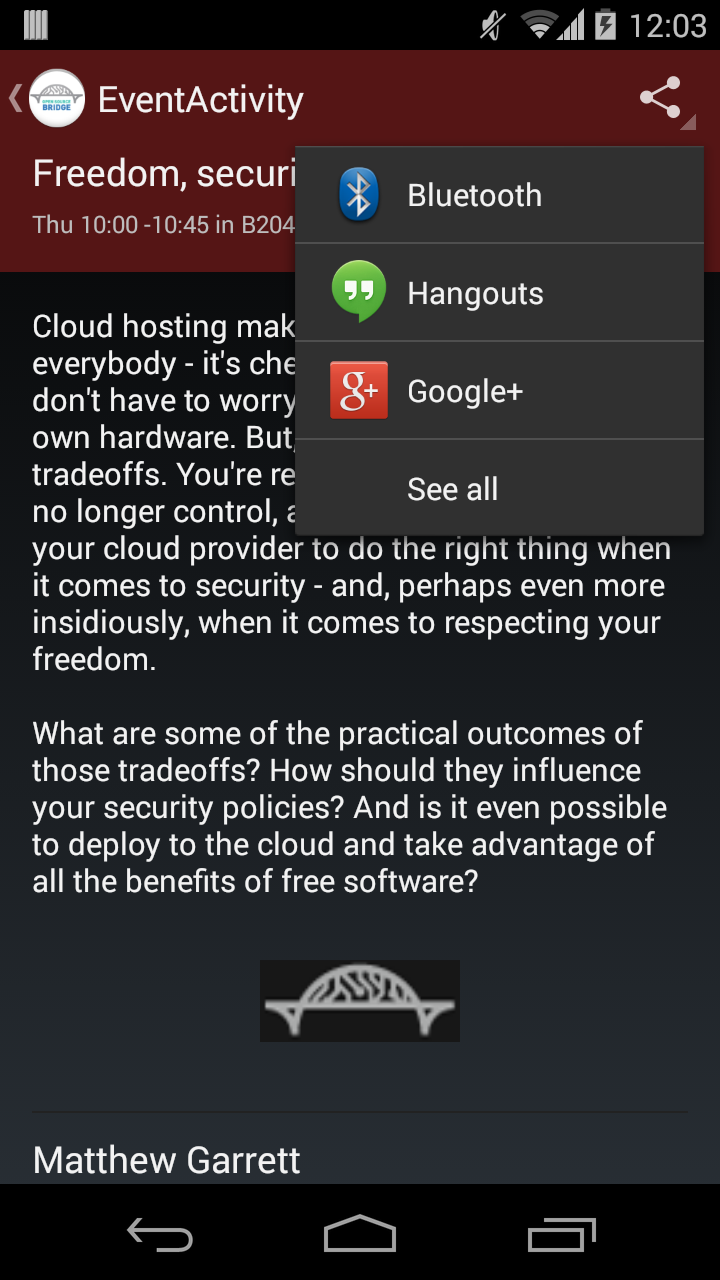 12:03
OPEN SOURCE
BRIDGE
EventActivity
Freedom, securi
Thu 10:00 -10:45 in B204
Bluetooth
Hangouts
g+ Google+
See all
Cloud hosting mak
everybody - it's che
don't have to worry
own hardware. But,
tradeoffs. You're re
no longer control, a
your cloud provider to do the right thing when
it comes to security - and, perhaps even more
insidiously, when it comes to respecting your
freedom.
What are some of the practical outcomes of
those tradeoffs? How should they influence
your security policies? And is it even possible
to deploy to the cloud and take advantage of
all the benefits of free software?
Matthew Garrett